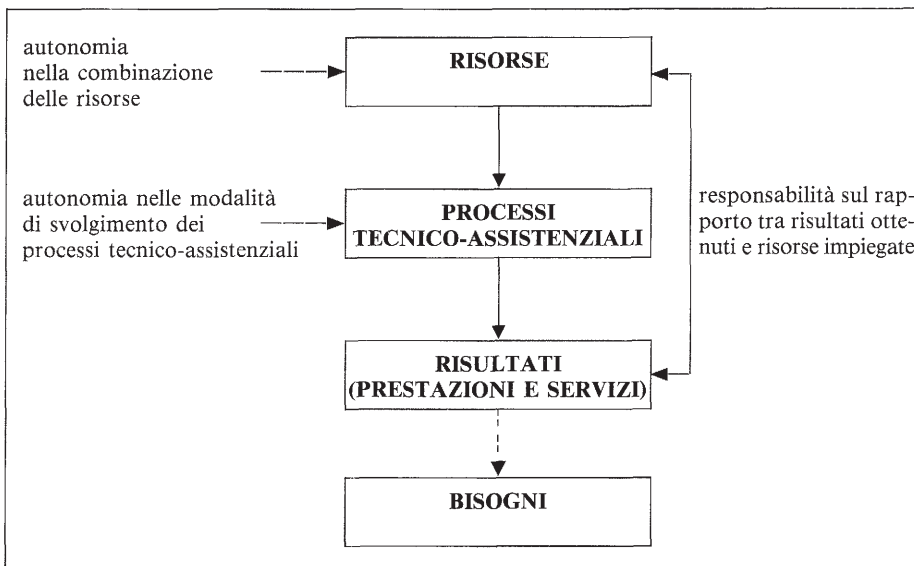 autonomia
nella combinazione
delle risorse
RISORSE
autonomia nelle modalità
di svolgimento dei
processi tecnico-assistenziali
PROCESSI
TECNICO-ASSISTENZIALI
responsabilità sul rap-
porto tra risultati otte-
nuti e risorse impiegate
RISULTATI
(PRESTAZIONI E SERVIZI)
BISOGNI